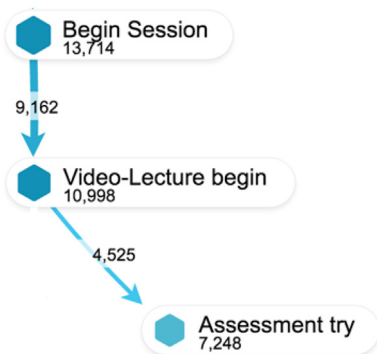 Begin Session
13,714
9,162
Video-Lecture begin
10,998
4,525
Assessment try
7,248